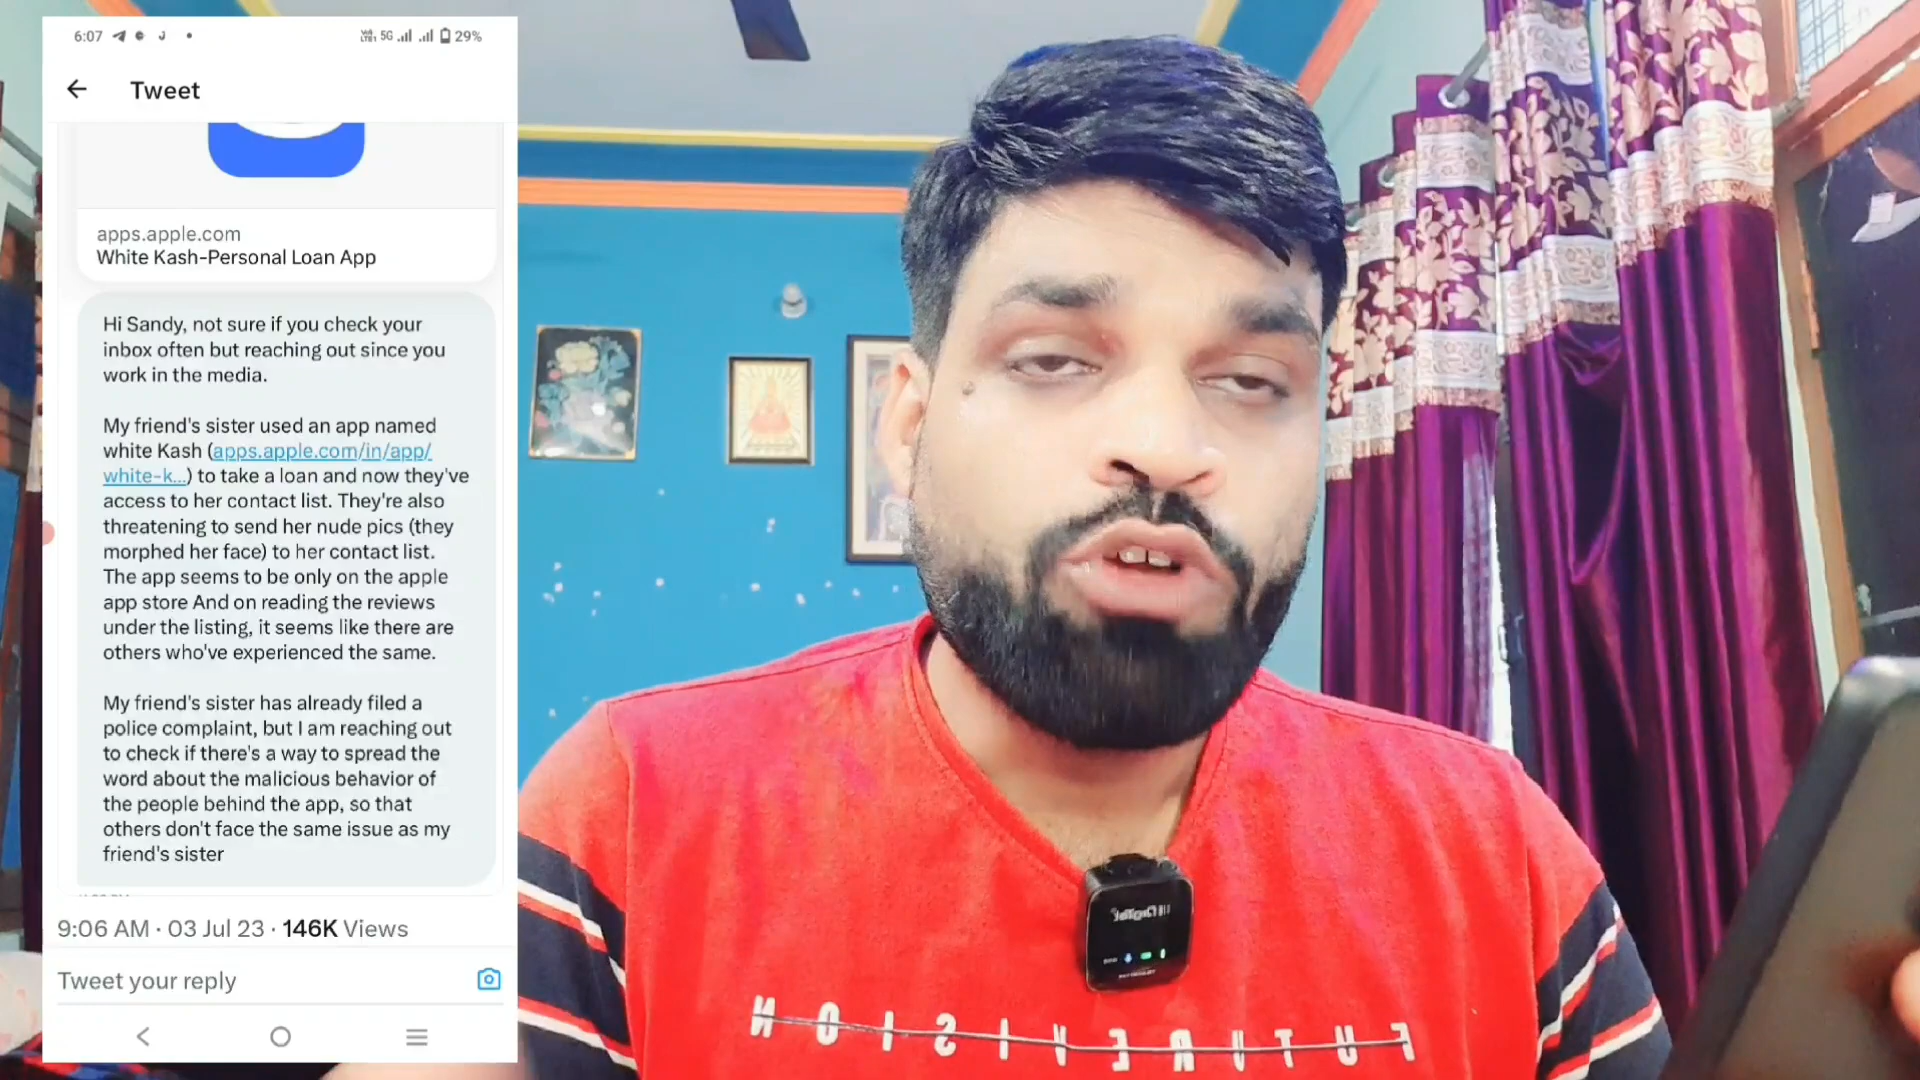 6:07
5G
29%
Tweet
apps.apple.com
White Kash-Personal Loan App
Hi Sandy, not sure if you check your
inbox often but reaching out since you
work in the media.
My friend's sister used an app named
white Kash (apps.apple.com/in/app/
white-k...) to take a loan and now they've
access to her contact list. They're also
threatening to send her nude pics (they
morphed her face) to her contact list.
The app seems to be only on the apple
app store And on reading the reviews
under the listing, it seems like there are
others who've experienced the same.
My friend's sister has already filed a
police complaint, but I am reaching out
to check if there's a way to spread the
word about the malicious behavior of
the people behind the app, so that
others don't face the same issue as my
friend's sister
9:06 AM · 03 Jul 23 · 146K Views
Tweet your reply
FUTUREVISION